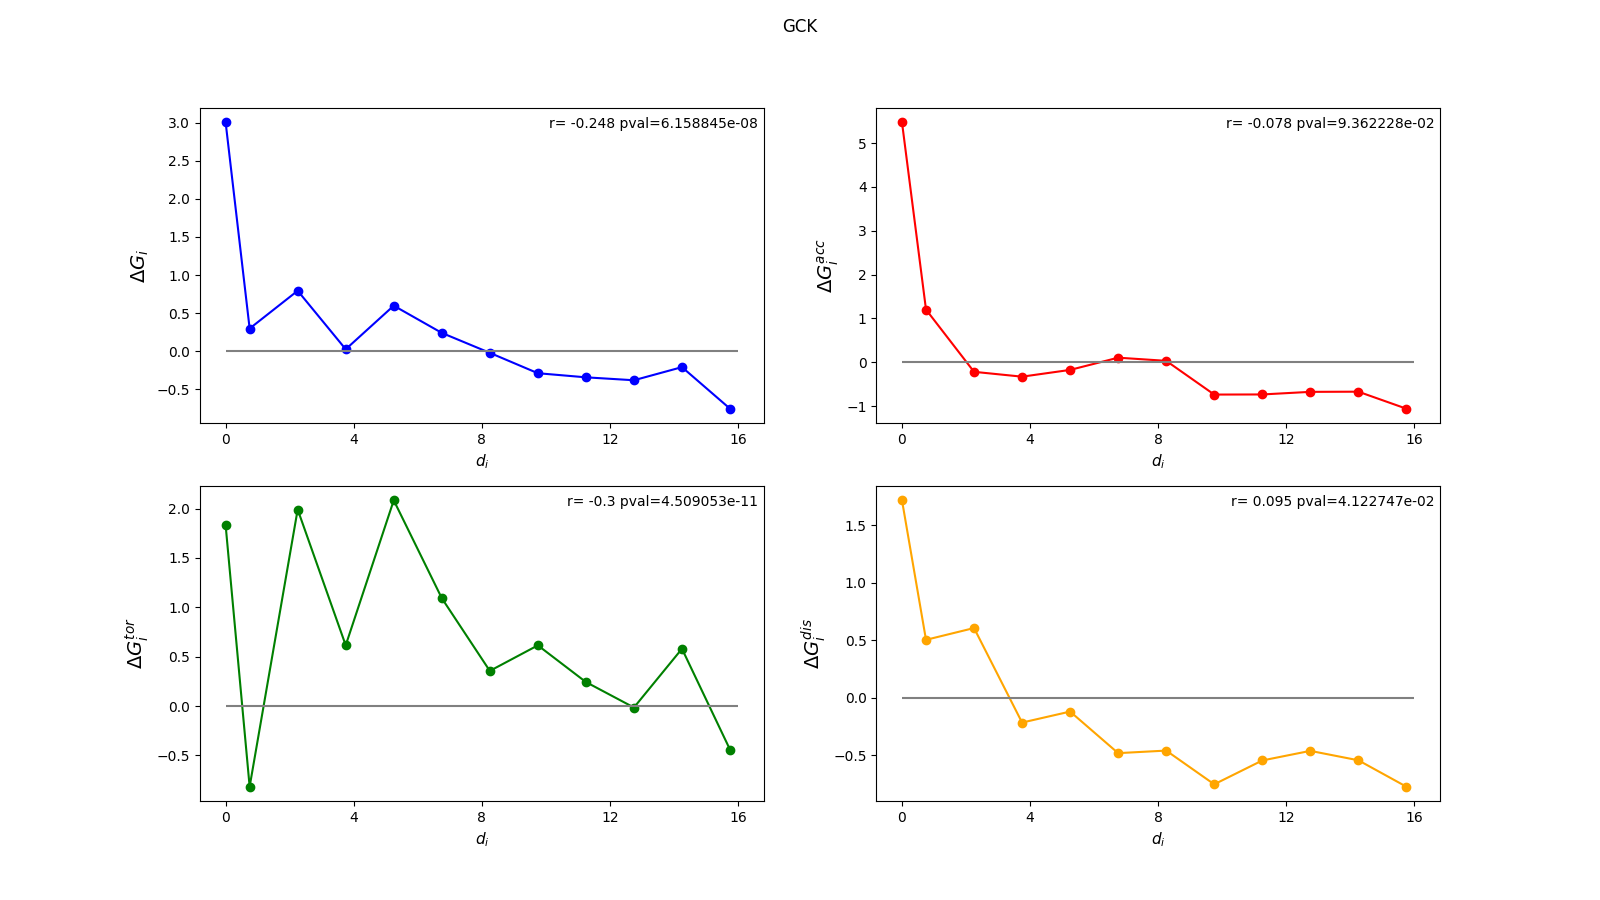 GCK
r= -0.248 pval=6.158845e-08
3.0
2.5
2.0
1.5
1.0
0.5
0.0
−0.5
ΔG_i
0 4 8 12 16
d_i
r= -0.078 pval=9.362228e-02
5
4
3
2
1
0
−1
ΔG_i^{acc}
0 4 8 12 16
d_i
r= -0.3 pval=4.509053e-11
2.0
1.5
1.0
0.5
0.0
−0.5
ΔG_i^{tor}
0 4 8 12 16
d_i
r= 0.095 pval=4.122747e-02
1.5
1.0
0.5
0.0
−0.5
ΔG_i^{dis}
0 4 8 12 16
d_i